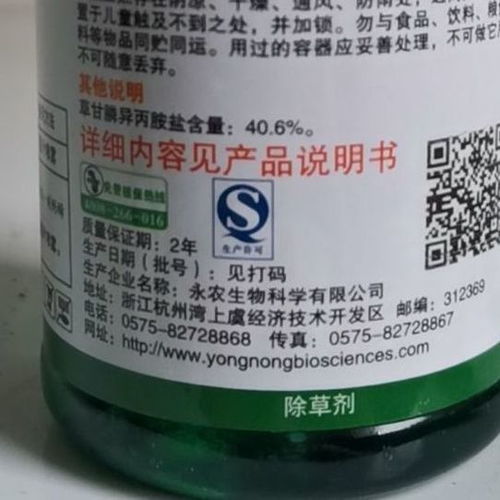 置于儿童触及不到之处，并加锁。勿与食品、饮料、粮
料等物品同贮同运。用过的容器应妥善处理，不可做它
不可随意丢弃。
其他说明
草甘膦异丙胺盐含量：40.6%。
详细内容见产品说明书
生产许可
质量保证期：2年
生产日期（批号）：见打码
生产企业名称：永农生物科学有限公司
地址：浙江杭州湾上虞经济技术开发区 邮编：312369
电话：0575-82728868 传真：0575-82728867
网址：http://www.yongnongbiosciences.com
除草剂